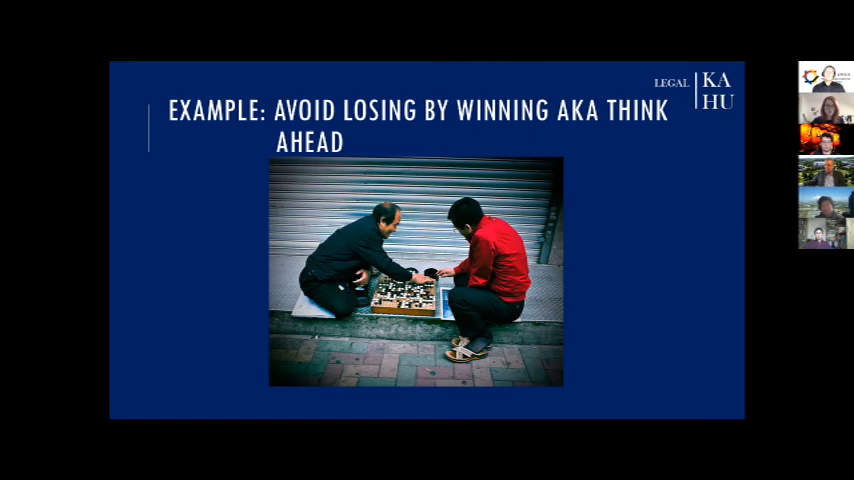 LEGAL
KA
HU
EXAMPLE: AVOID LOSING BY WINNING AKA THINK
AHEAD